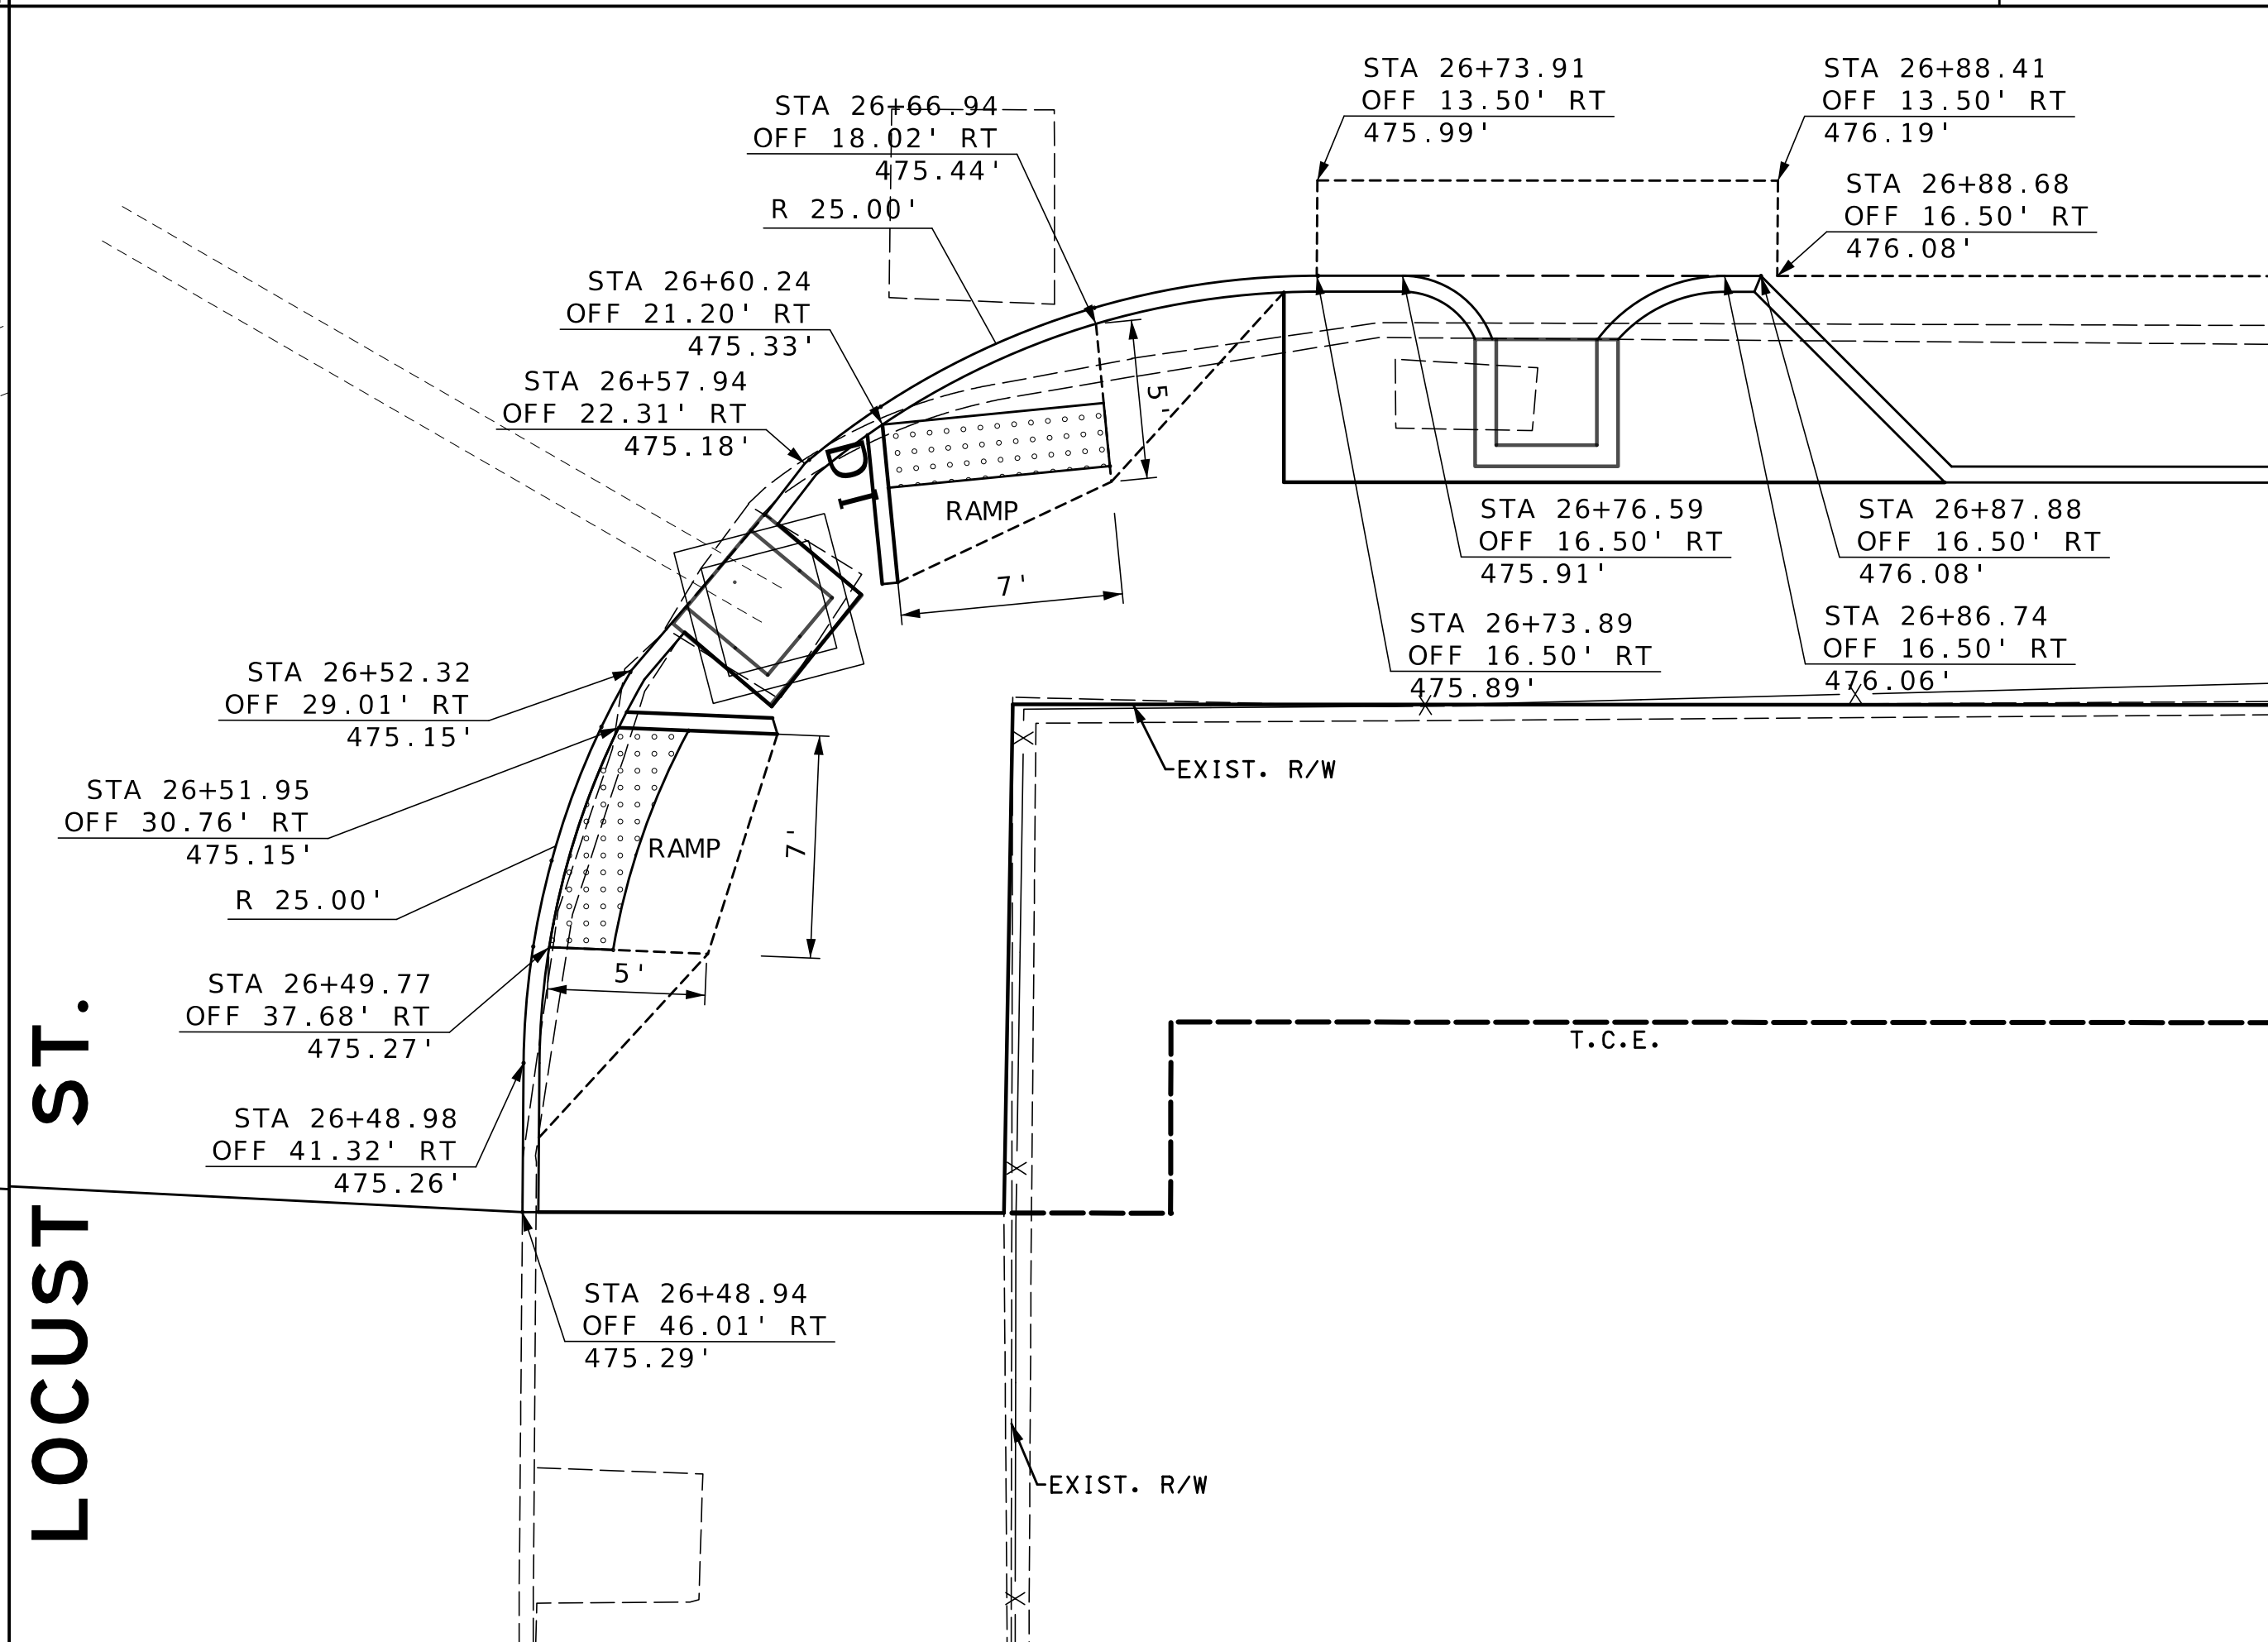 STA 26+73.91
OFF 13.50' RT
475.99'
STA 26+88.41
OFF 13.50' RT
476.19'
STA 26+66.94
OFF 18.02' RT
475.44'
R 25.00'
STA 26+88.68
OFF 16.50' RT
476.08'
STA 26+60.24
OFF 21.20' RT
475.33'
STA 26+57.94
OFF 22.31' RT
475.18'
5'
D1
RAMP
7'
STA 26+76.59
OFF 16.50' RT
475.91'
STA 26+87.88
OFF 16.50' RT
476.08'
STA 26+73.89
OFF 16.50' RT
475.89'
STA 26+86.74
OFF 16.50' RT
476.06'
STA 26+52.32
OFF 29.01' RT
475.15'
EXIST. R/W
STA 26+51.95
OFF 30.76' RT
475.15'
RAMP
7'
R 25.00'
5'
STA 26+49.77
OFF 37.68' RT
475.27'
T.C.E.
STA 26+48.98
OFF 41.32' RT
475.26'
LOCUST ST.
STA 26+48.94
OFF 46.01' RT
475.29'
EXIST. R/W